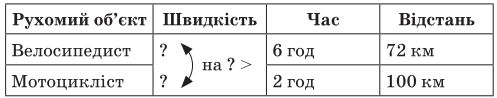 Рухомий об’єкт Швидкість Час Відстань
Велосипедист ? 6 год 72 км
на ? >
Мотоцикліст ? 2 год 100 км